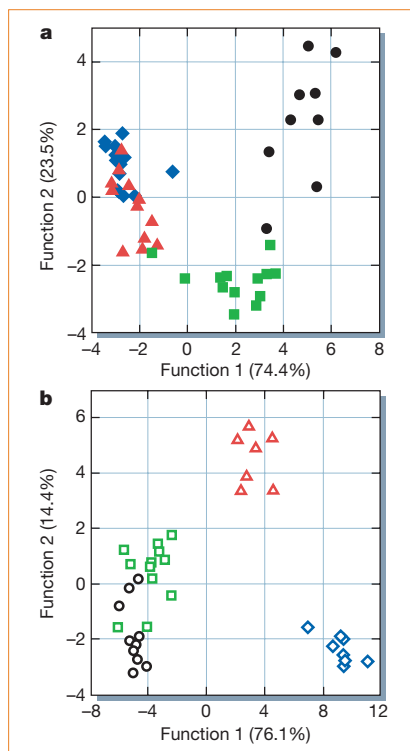 a
4
2
0
−2
−4
Function 2 (23.5%)
−4 −2 0 2 4 6 8
Function 1 (74.4%)
b
6
4
2
0
−2
−4
Function 2 (14.4%)
−8 −4 0 4 8 12
Function 1 (76.1%)